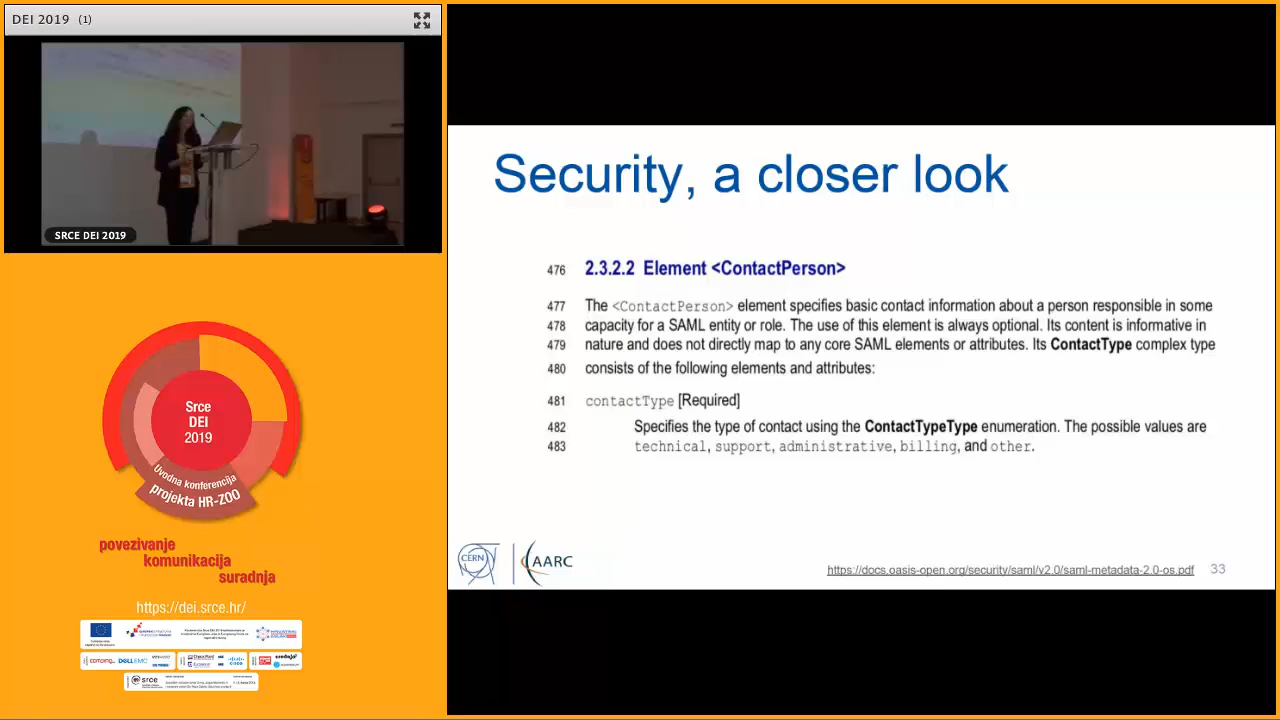 DEI 2019 (1)
SRCE DEI 2019
Srce
DEI
2019
Uvodna konferencija
projekta HR-ZOO
povezivanje
komunikacija
suradnja
https://dei.srce.hr/
DELL EMC
Check Point
CISCO
srce
Security, a closer look
476 2.3.2.2 Element <ContactPerson>
477 The <ContactPerson> element specifies basic contact information about a person responsible in some
478 capacity for a SAML entity or role. The use of this element is always optional. Its content is informative in
479 nature and does not directly map to any core SAML elements or attributes. Its ContactType complex type
480 consists of the following elements and attributes:
481 contactType [Required]
482 Specifies the type of contact using the ContactTypeType enumeration. The possible values are
483 technical, support, administrative, billing, and other.
CERN
AARC
https://docs.oasis-open.org/security/saml/v2.0/saml-metadata-2.0-os.pdf 33